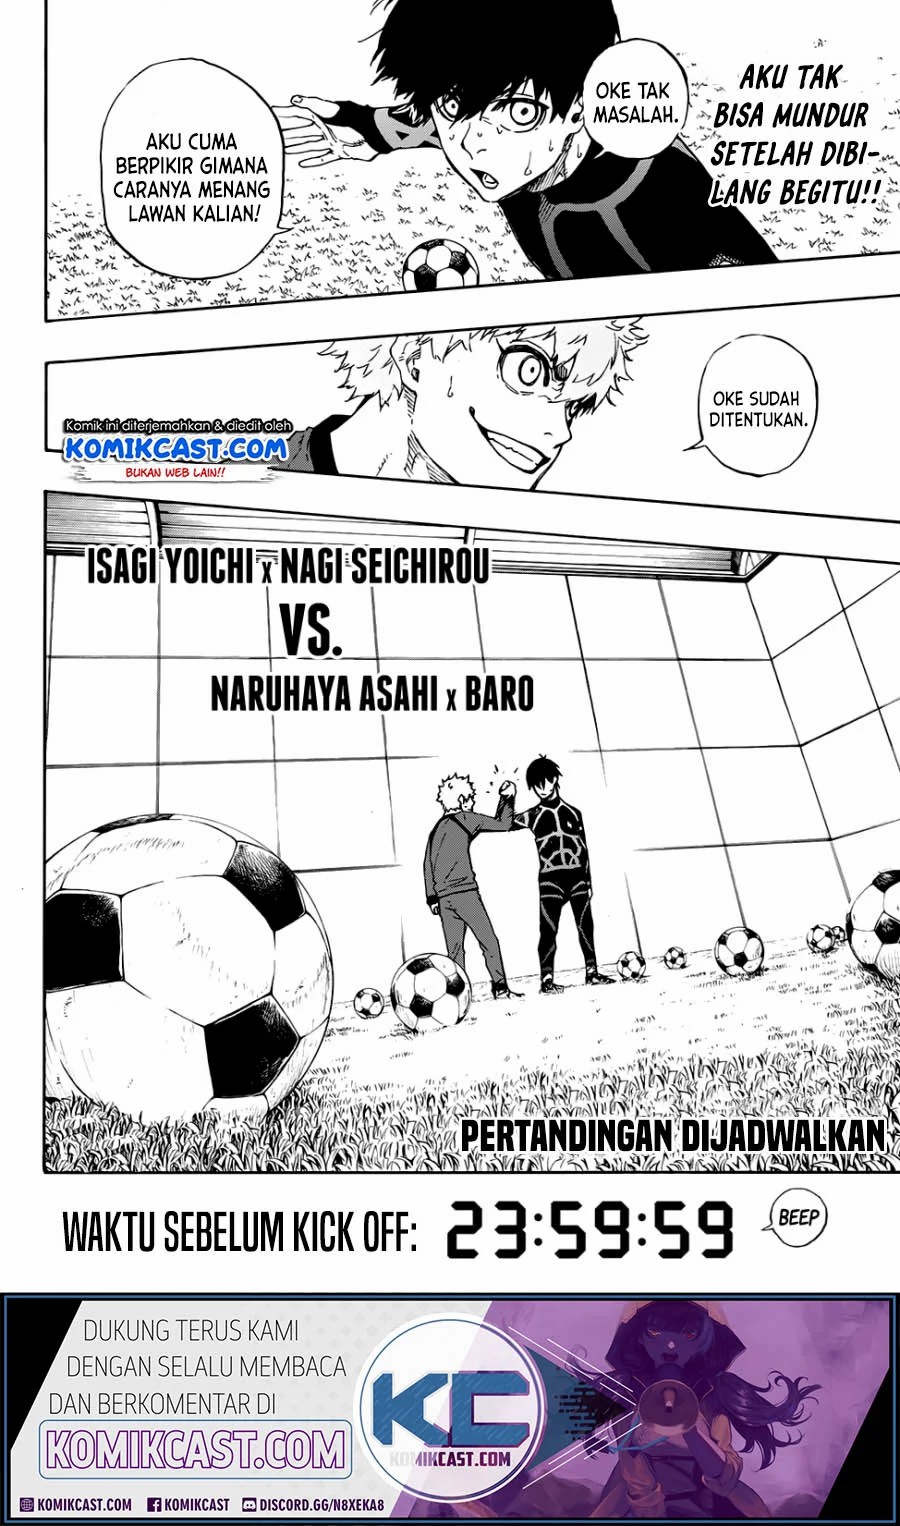 OKE TAK
MASALAH.
AKU TAK
BISA MUNDUR
SETELAH DIBI-
LANG BEGITU!!
AKU CUMA
BERPIKIR GIMANA
CARANYA MENANG
LAWAN KALIAN!
OKE SUDAH
DITENTUKAN.
Komik ini diterjemahkan & diedit oleh
KOMIKCAST.COM
BUKAN WEB LAIN!!
ISAGI YOICHI x NAGI SEICHIROU
VS.
NARUHAYA ASAHI x BARO
PERTANDINGAN DIJADWALKAN
WAKTU SEBELUM KICK OFF: 23:59:59
BEEP
DUKUNG TERUS KAMI
DENGAN SELALU MEMBACA
DAN BERKOMENTAR DI
KOMIKCAST.COM
KC
KOMIKCAST.COM
KOMIKCAST.COM KOMIKCAST DISCORD.GG/N8XEKA8